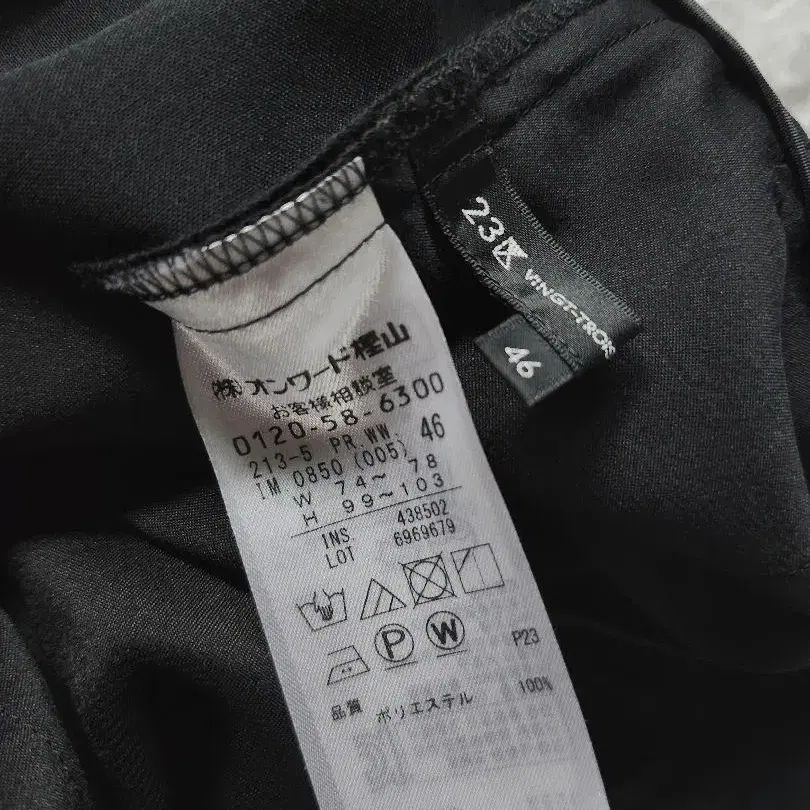 23区
VINGT-TROIS
46
(株)オンワード樫山
お客様相談室
0120-58-6300
213-5 PR.WW 46
IM 0850 (005)
W 74～ 78
H 99～103
INS. 438502
LOT 6969679
P W
P23
品質 ポリエステル 100%